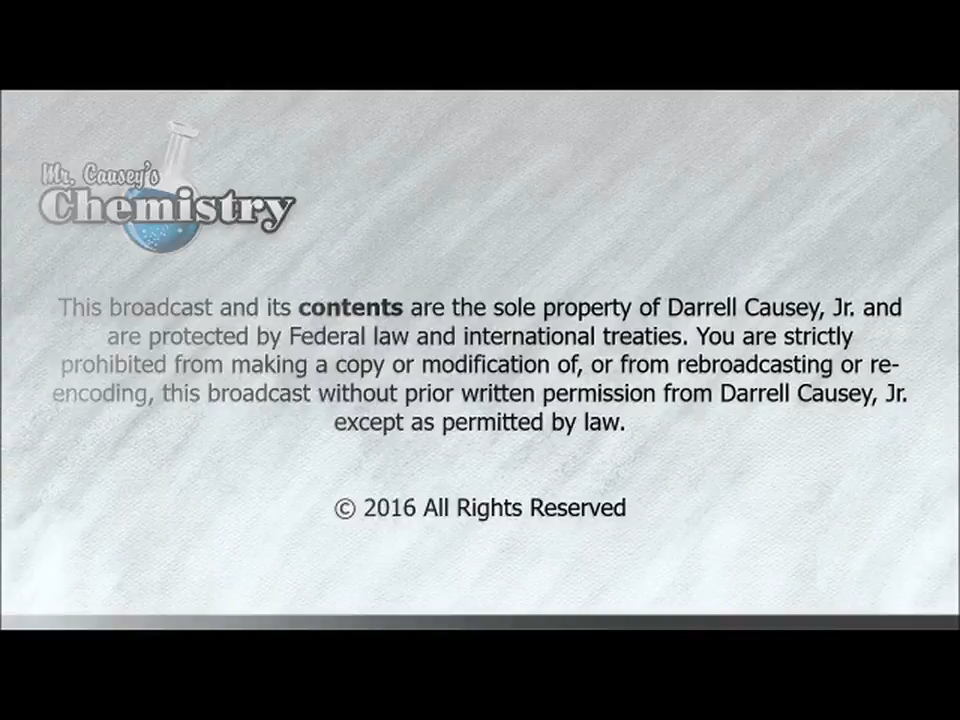 Mr. Causey's
Chemistry
This broadcast and its contents are the sole property of Darrell Causey, Jr. and
are protected by Federal law and international treaties. You are strictly
prohibited from making a copy or modification of, or from rebroadcasting or re-
encoding, this broadcast without prior written permission from Darrell Causey, Jr.
except as permitted by law.
© 2016 All Rights Reserved